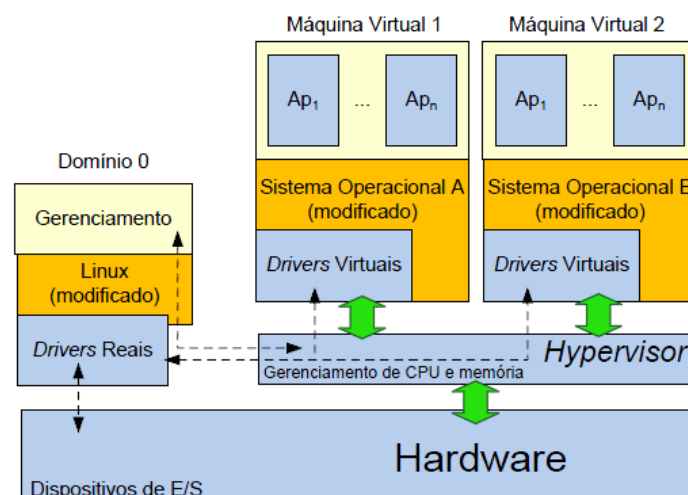 Máquina Virtual 1
Máquina Virtual 2
Ap1 ... Apn
Ap1 ... Apn
Domínio 0
Gerenciamento
Linux
(modificado)
Drivers Reais
Sistema Operacional A
(modificado)
Drivers Virtuais
Sistema Operacional B
(modificado)
Drivers Virtuais
Hypervisor
Gerenciamento de CPU e memória
Hardware
Dispositivos de E/S